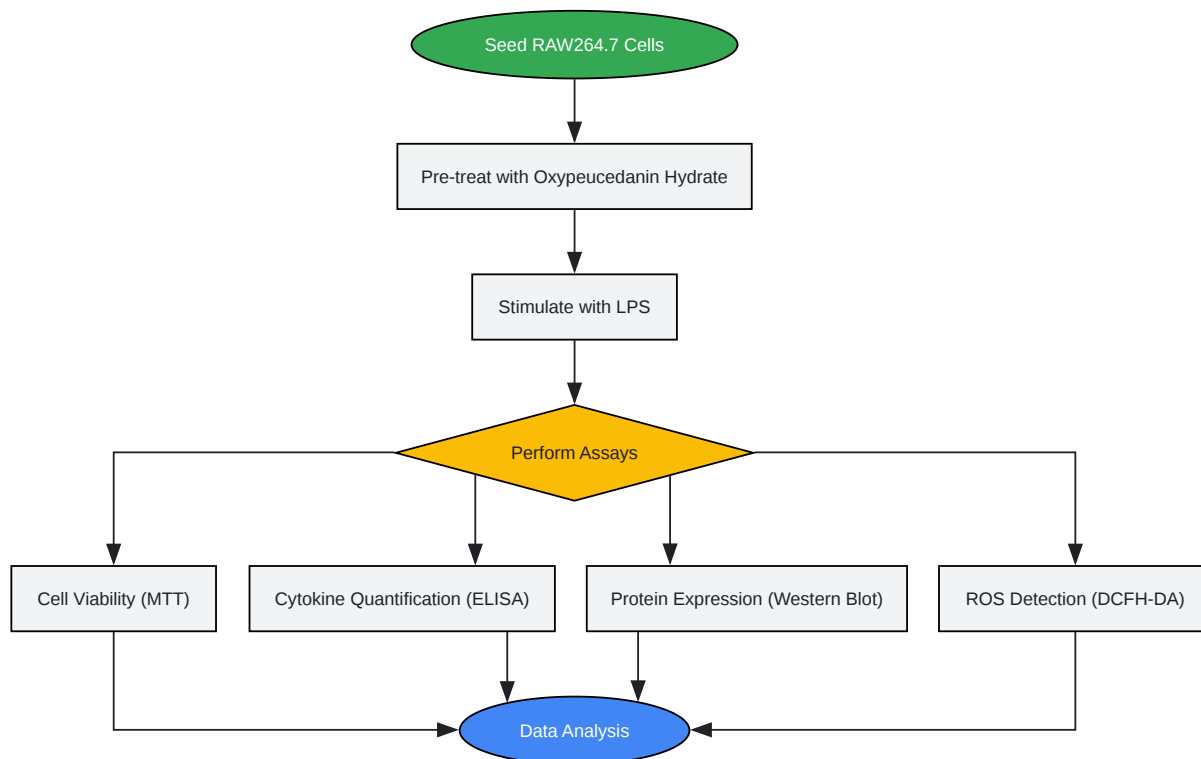 Seed RAW264.7 Cells
Pre-treat with Oxypeucedanin Hydrate
Stimulate with LPS
Perform Assays
Cell Viability (MTT)
Cytokine Quantification (ELISA)
Protein Expression (Western Blot)
ROS Detection (DCFH-DA)
Data Analysis